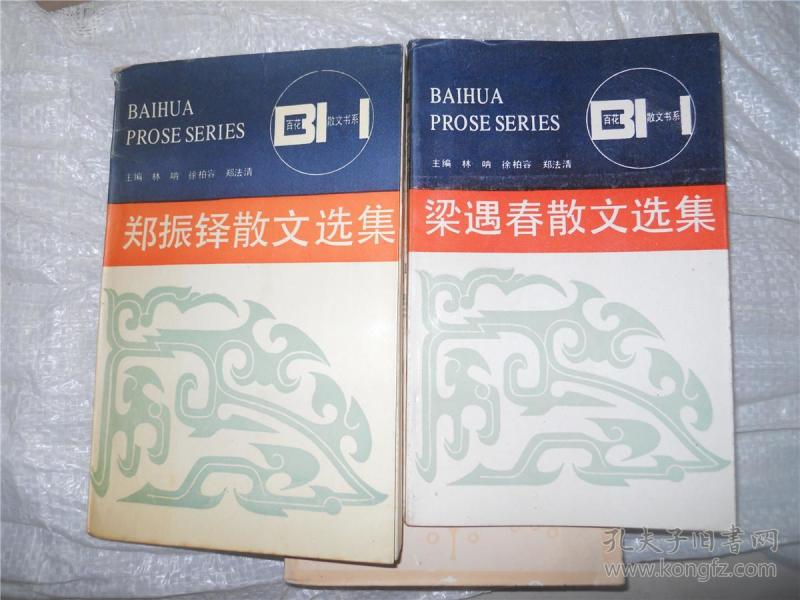 BAIHUA
PROSE SERIES
百花
散文书系
主编 林呐 徐柏容 郑法清
郑振铎散文选集
BAIHUA
PROSE SERIES
百花
散文书系
主编 林呐 徐柏容 郑法清
梁遇春散文选集
孔夫子旧书网
www.kongfz.com